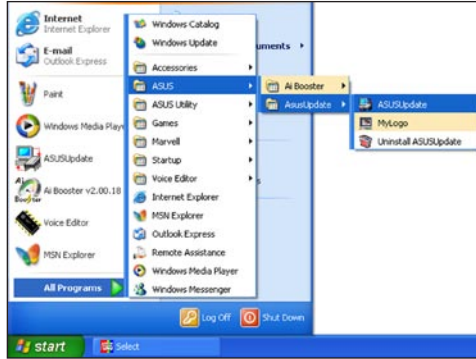 Internet
Internet Explorer
E-mail
Outlook Express
Paint
Windows Media Play
ASUSUpdate
Ai Booster v2.00.18
Voice Editor
MSN Explorer
All Programs
Windows Catalog
Windows Update
Accessories
ASUS
ASUS Utility
Games
Marvell
Startup
Voice Editor
Internet Explorer
MSN Explorer
Outlook Express
Remote Assistance
Windows Media Player
Windows Messenger
uments
s
Ai Booster
AsusUpdate
ASUSUpdate
MyLogo
Uninstall ASUSUpdate
Log Off
Shut Down
start
Select